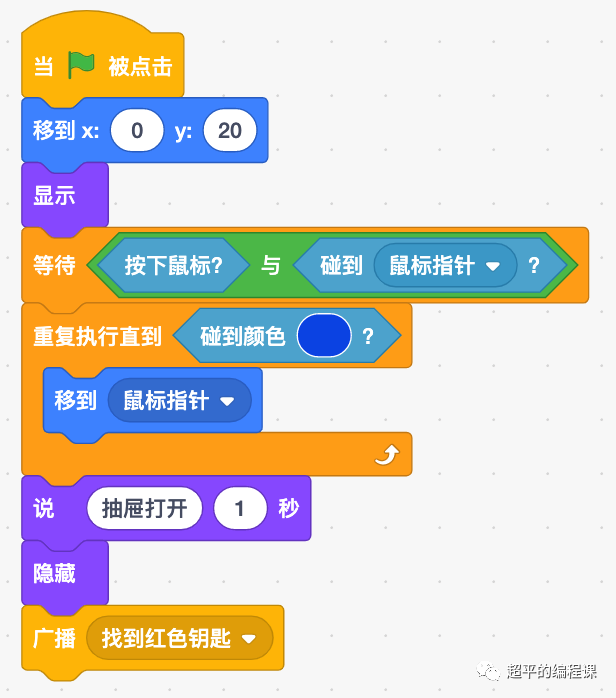 当 被点击
移到 x: 0 y: 20
显示
等待 按下鼠标? 与 碰到 鼠标指针 ?
重复执行直到 碰到颜色 ?
移到 鼠标指针
说 抽屉打开 1 秒
隐藏
广播 找到红色钥匙
超平的编程课